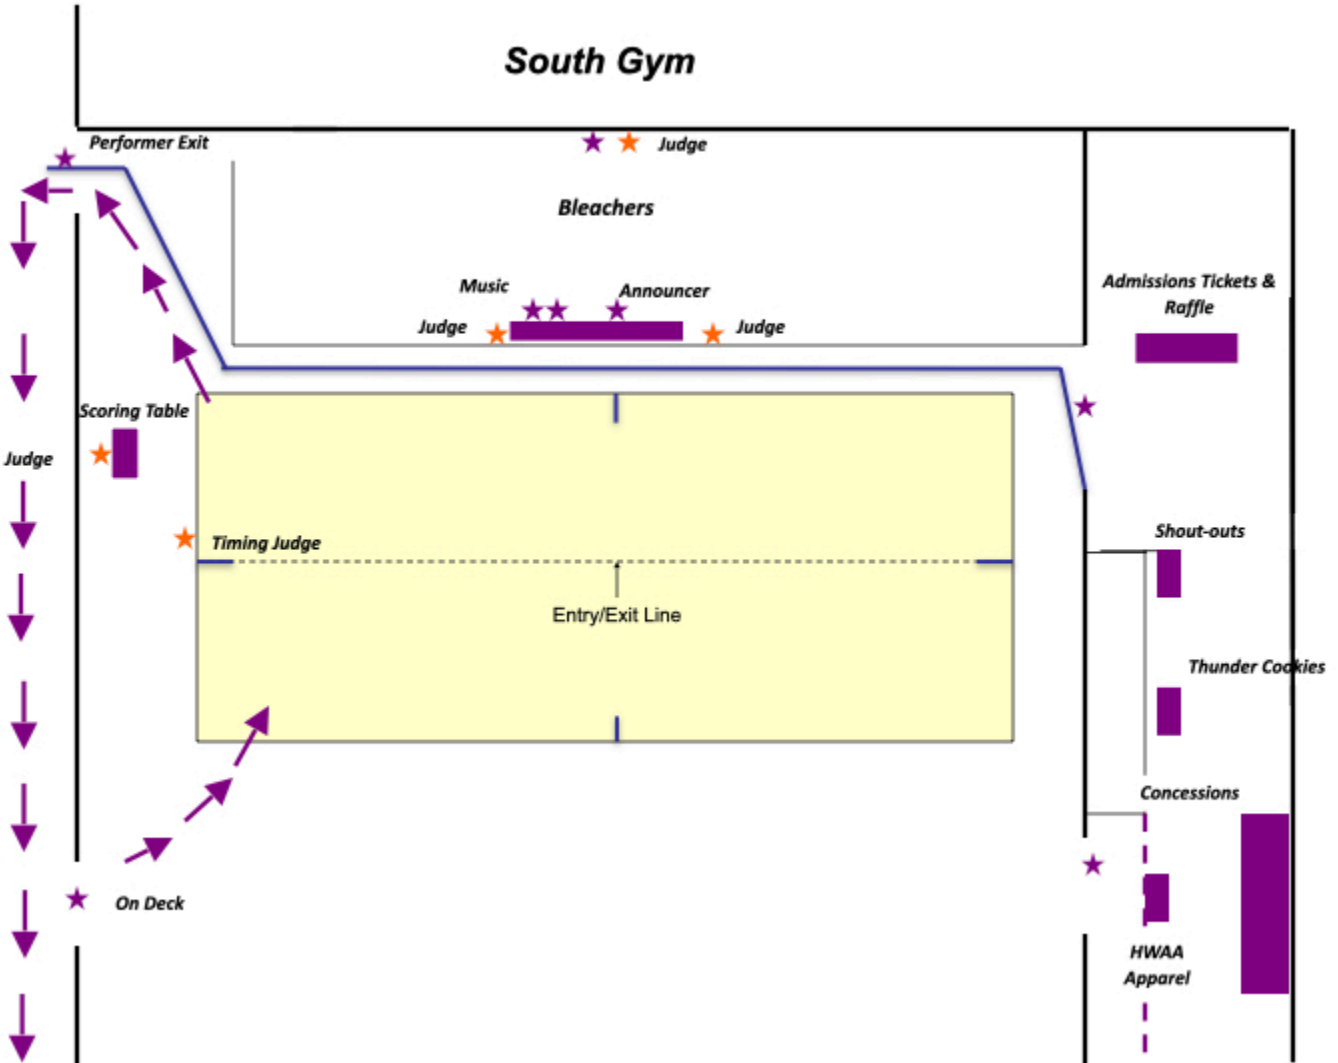 South Gym
Performer Exit
Judge
Bleachers
Music
Announcer
Judge
Judge
Admissions Tickets &
Raffle
Scoring Table
Judge
Timing Judge
Entry/Exit Line
Shout-outs
Thunder Cookies
Concessions
On Deck
HWAA
Apparel